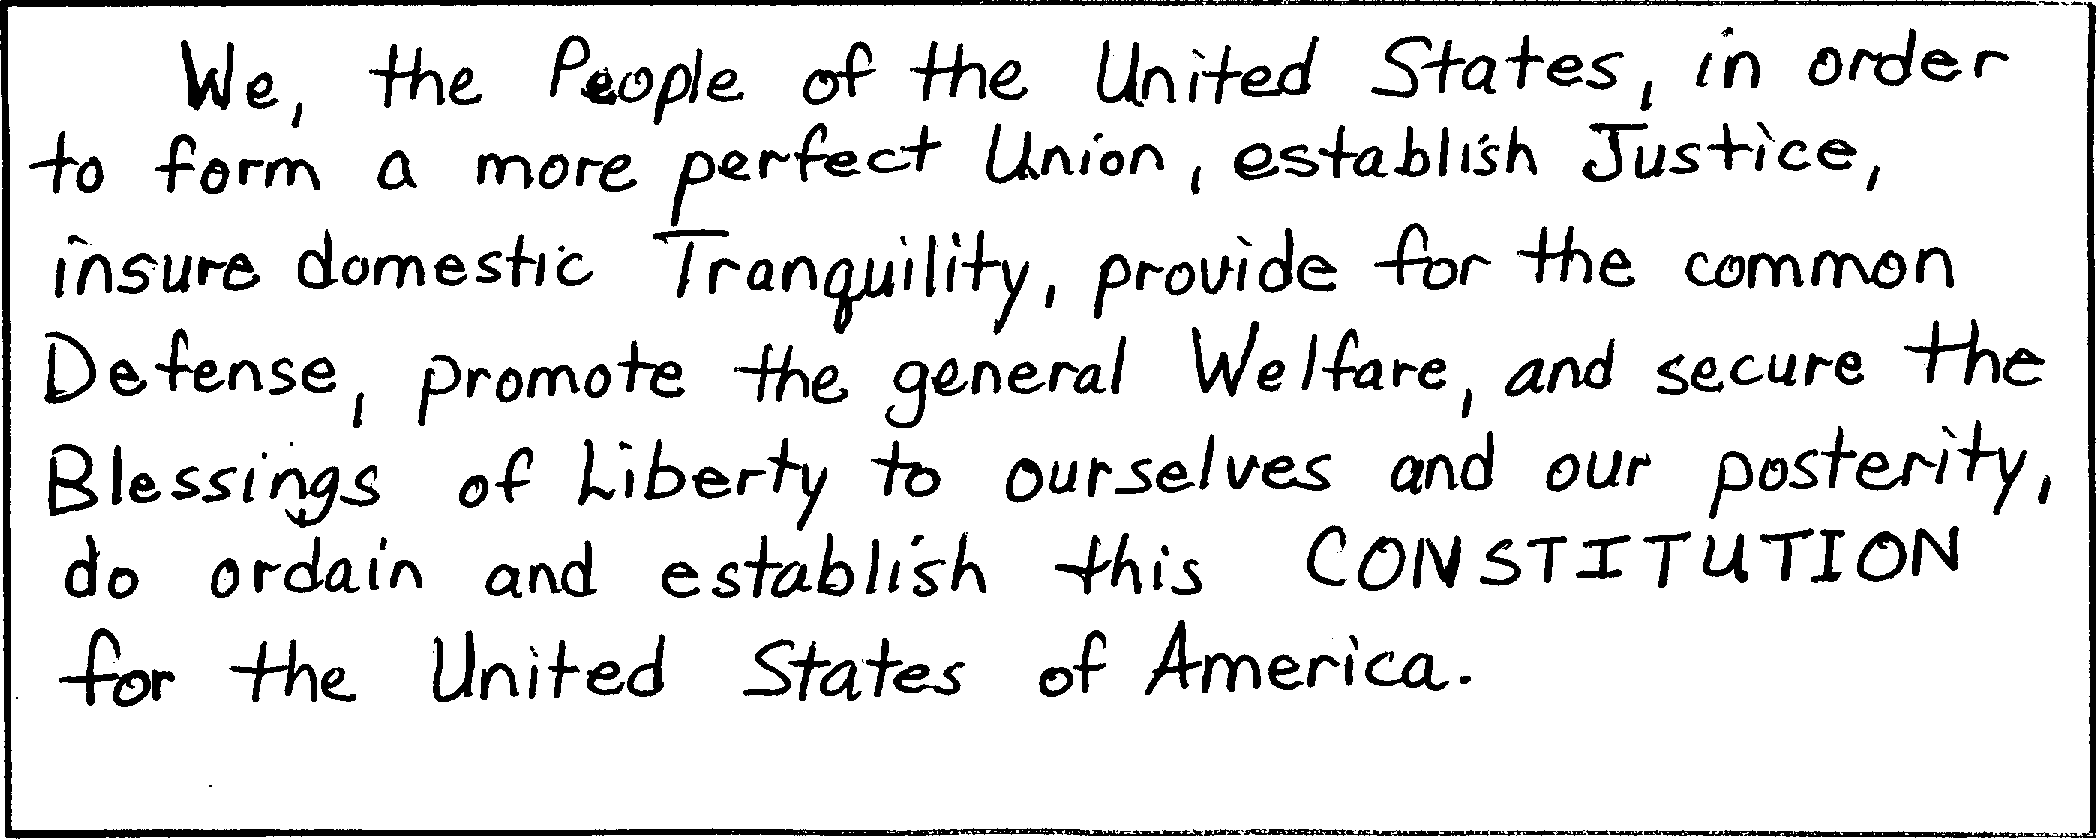 We, the People of the United States, in order
to form a more perfect Union, establish Justice,
insure domestic Tranquility, provide for the common
Defense, promote the general Welfare, and secure the
Blessings of Liberty to ourselves and our posterity,
do ordain and establish this CONSTITUTION
for the United States of America.